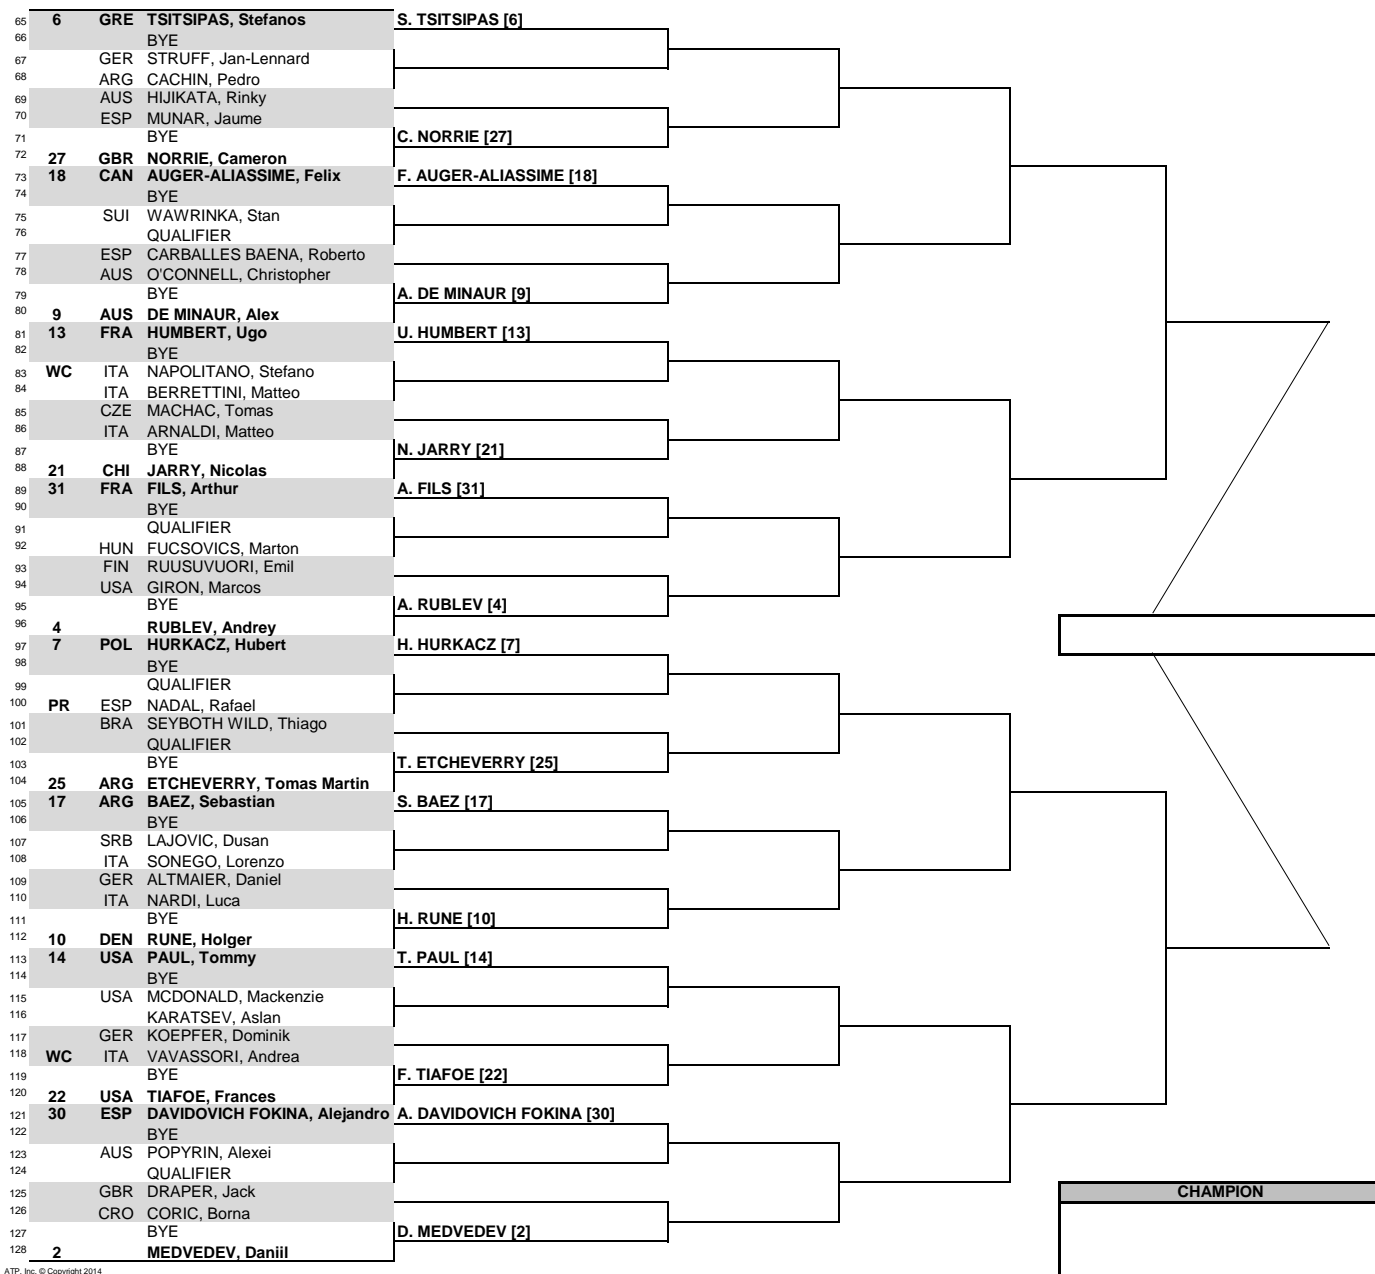 65 6 GRE TSITSIPAS, Stefanos S. TSITSIPAS [6]
66 BYE
67 GER STRUFF, Jan-Lennard
68 ARG CACHIN, Pedro
69 AUS HIJIKATA, Rinky
70 ESP MUNAR, Jaume
71 BYE C. NORRIE [27]
72 27 GBR NORRIE, Cameron
73 18 CAN AUGER-ALIASSIME, Felix F. AUGER-ALIASSIME [18]
74 BYE
75 SUI WAWRINKA, Stan
76 QUALIFIER
77 ESP CARBALLES BAENA, Roberto
78 AUS O'CONNELL, Christopher
79 BYE A. DE MINAUR [9]
80 9 AUS DE MINAUR, Alex
81 13 FRA HUMBERT, Ugo U. HUMBERT [13]
82 BYE
83 WC ITA NAPOLITANO, Stefano
84 ITA BERRETTINI, Matteo
85 CZE MACHAC, Tomas
86 ITA ARNALDI, Matteo
87 BYE N. JARRY [21]
88 21 CHI JARRY, Nicolas
89 31 FRA FILS, Arthur A. FILS [31]
90 BYE
91 QUALIFIER
92 HUN FUCSOVICS, Marton
93 FIN RUUSUVUORI, Emil
94 USA GIRON, Marcos
95 BYE A. RUBLEV [4]
96 4 RUBLEV, Andrey
97 7 POL HURKACZ, Hubert H. HURKACZ [7]
98 BYE
99 QUALIFIER
100 PR ESP NADAL, Rafael
101 BRA SEYBOTH WILD, Thiago
102 QUALIFIER
103 BYE T. ETCHEVERRY [25]
104 25 ARG ETCHEVERRY, Tomas Martin
105 17 ARG BAEZ, Sebastian S. BAEZ [17]
106 BYE
107 SRB LAJOVIC, Dusan
108 ITA SONEGO, Lorenzo
109 GER ALTMAIER, Daniel
110 ITA NARDI, Luca
111 BYE H. RUNE [10]
112 10 DEN RUNE, Holger
113 14 USA PAUL, Tommy T. PAUL [14]
114 BYE
115 USA MCDONALD, Mackenzie
116 KARATSEV, Aslan
117 GER KOEPFER, Dominik
118 WC ITA VAVASSORI, Andrea
119 BYE F. TIAFOE [22]
120 22 USA TIAFOE, Frances
121 30 ESP DAVIDOVICH FOKINA, Alejandro A. DAVIDOVICH FOKINA [30]
122 BYE
123 AUS POPYRIN, Alexei
124 QUALIFIER
125 GBR DRAPER, Jack CHAMPION
126 CRO CORIC, Borna
127 BYE D. MEDVEDEV [2]
128 2 MEDVEDEV, Daniil
ATP, Inc. © Copyright 2014